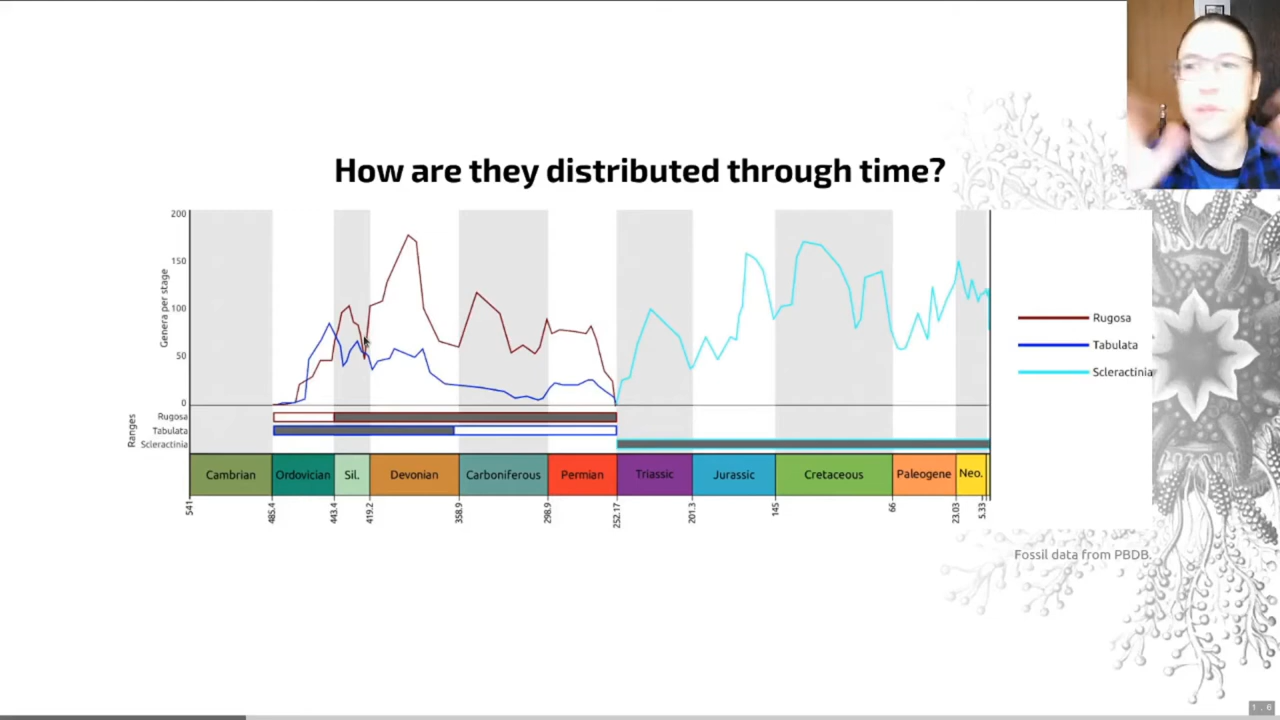 How are they distributed through time?
200
150
100
50
0
Genera per stage
Rugosa
Tabulata
Scleractinia
Ranges
Rugosa
Tabulata
Scleractinia
Cambrian
Ordovician
Sil.
Devonian
Carboniferous
Permian
Triassic
Jurassic
Cretaceous
Paleogene
Neo.
541
485.4
443.4
419.2
358.9
298.9
252.17
201.3
145
66
23.03
5.33
Fossil data from PBDB.
1 . 6